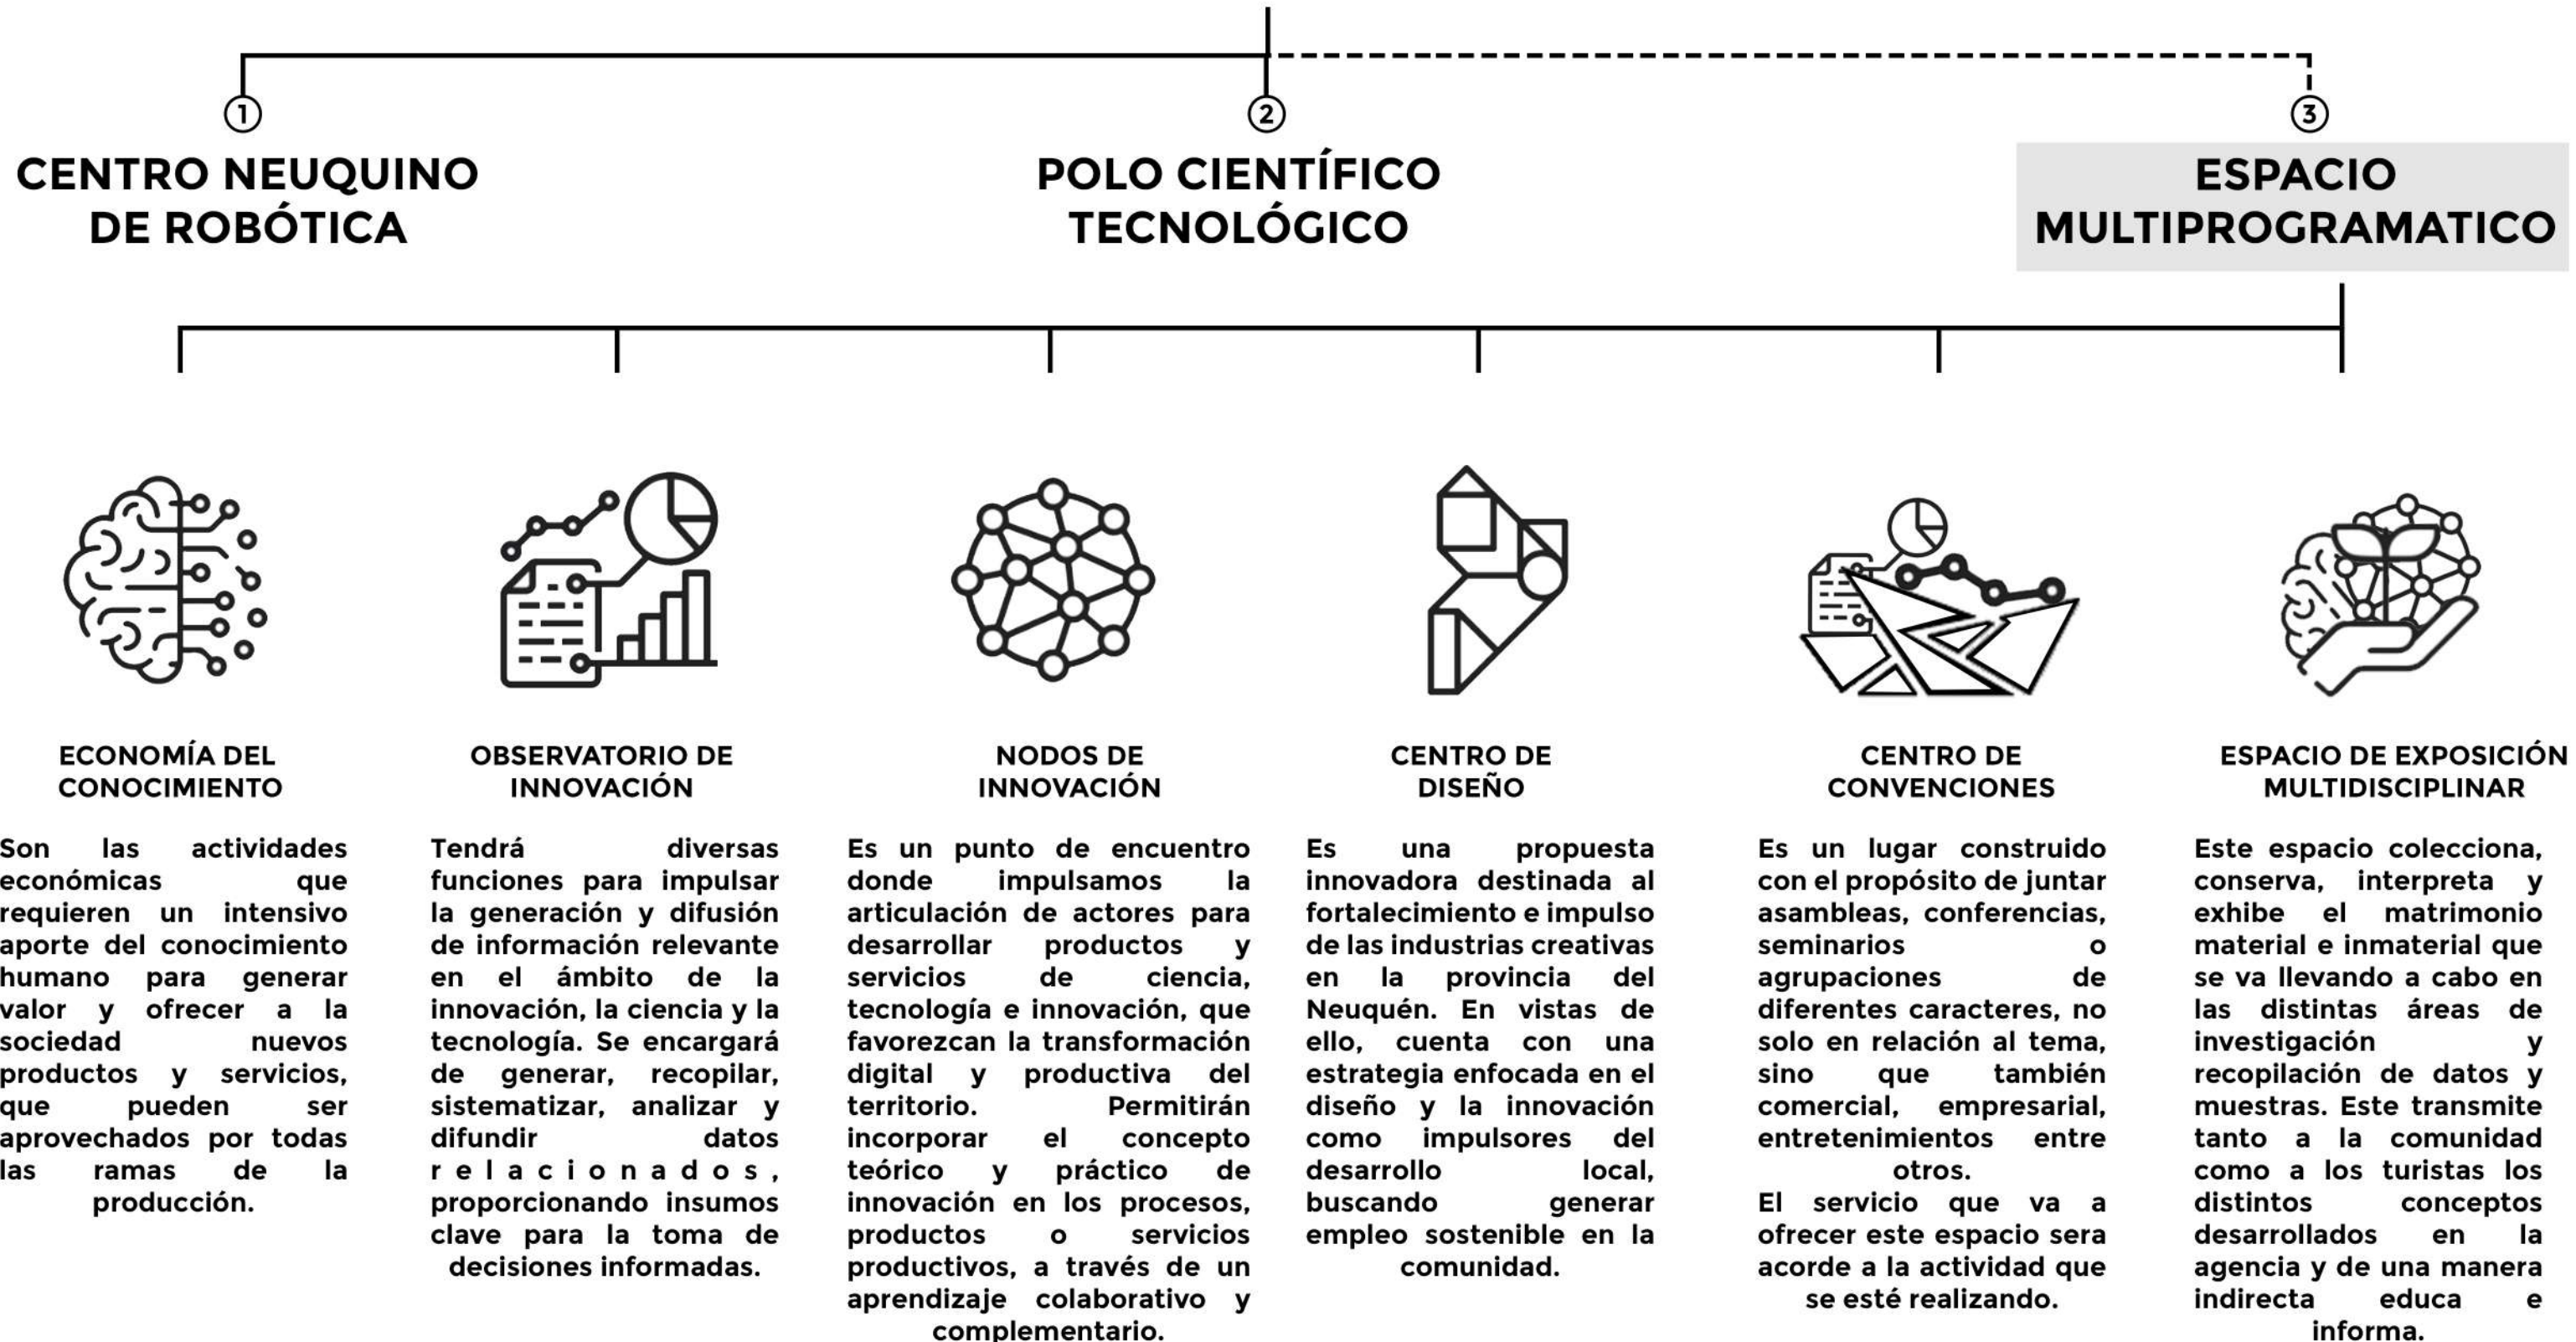 1
CENTRO NEUQUINO
DE ROBÓTICA
2
POLO CIENTÍFICO
TECNOLÓGICO
3
ESPACIO
MULTIPROGRAMATICO
ECONOMÍA DEL
CONOCIMIENTO
Son las actividades
económicas que
requieren un intensivo
aporte del conocimiento
humano para generar
valor y ofrecer a la
sociedad nuevos
productos y servicios,
que pueden ser
aprovechados por todas
las ramas de la
producción.
OBSERVATORIO DE
INNOVACIÓN
Tendrá diversas
funciones para impulsar
la generación y difusión
de información relevante
en el ámbito de la
innovación, la ciencia y la
tecnología. Se encargará
de generar, recopilar,
sistematizar, analizar y
difundir datos
relacionados,
proporcionando insumos
clave para la toma de
decisiones informadas.
NODOS DE
INNOVACIÓN
Es un punto de encuentro
donde impulsamos la
articulación de actores para
desarrollar productos y
servicios de ciencia,
tecnología e innovación, que
favorezcan la transformación
digital y productiva del
territorio. Permitirán
incorporar el concepto
teórico y práctico de
innovación en los procesos,
productos o servicios
productivos, a través de un
aprendizaje colaborativo y
complementario.
CENTRO DE
DISEÑO
Es una propuesta
innovadora destinada al
fortalecimiento e impulso
de las industrias creativas
en la provincia del
Neuquén. En vistas de
ello, cuenta con una
estrategia enfocada en el
diseño y la innovación
como impulsores del
desarrollo local,
buscando generar
empleo sostenible en la
comunidad.
CENTRO DE
CONVENCIONES
Es un lugar construido
con el propósito de juntar
asambleas, conferencias,
seminarios o
agrupaciones de
diferentes caracteres, no
solo en relación al tema,
sino que también
comercial, empresarial,
entretenimientos entre
otros.
El servicio que va a
ofrecer este espacio sera
acorde a la actividad que
se esté realizando.
ESPACIO DE EXPOSICIÓN
MULTIDISCIPLINAR
Este espacio colecciona,
conserva, interpreta y
exhibe el matrimonio
material e inmaterial que
se va llevando a cabo en
las distintas áreas de
investigación y
recopilación de datos y
muestras. Este transmite
tanto a la comunidad
como a los turistas los
distintos conceptos
desarrollados en la
agencia y de una manera
indirecta educa e
informa.